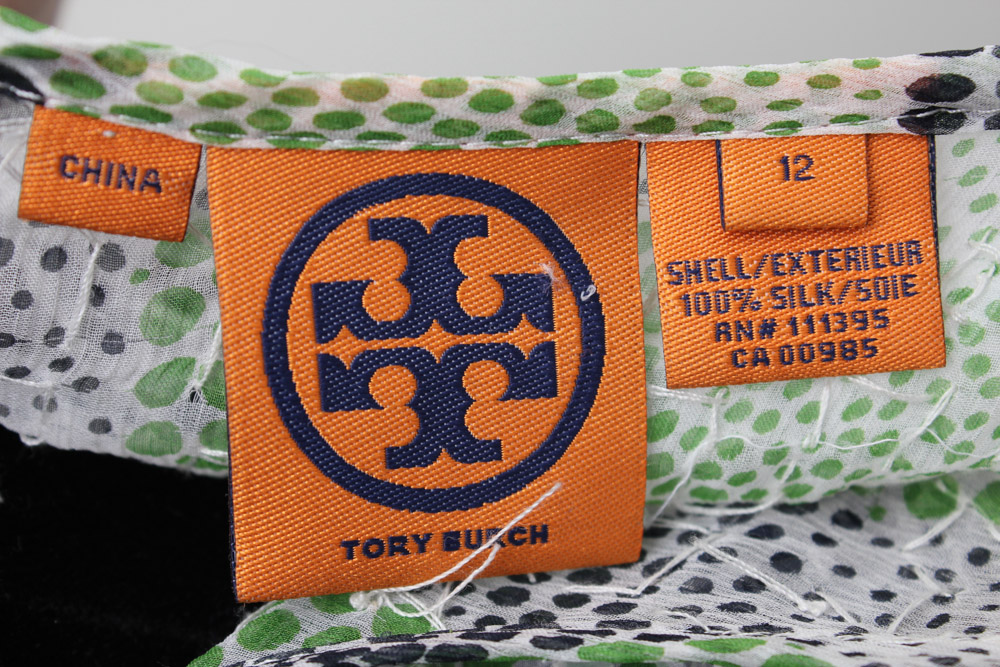 CHINA
TORY BURCH
12
SHELL/EXTERIEUR
100% SILK/SOIE
RN# 111395
CA 00985